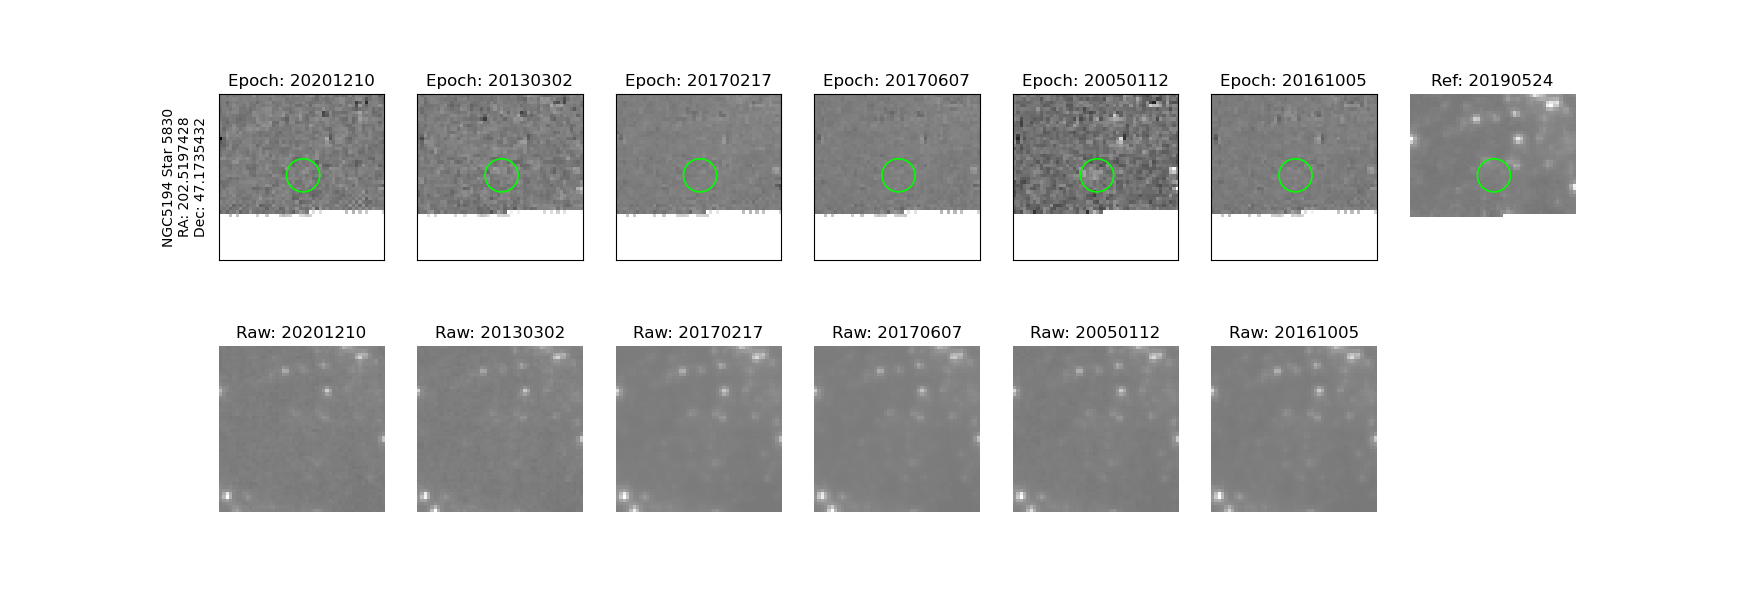 Epoch: 20201210
Epoch: 20130302
Epoch: 20170217
Epoch: 20170607
Epoch: 20050112
Epoch: 20161005
Ref: 20190524
NGC5194 Star 5830
RA: 202.5197428
Dec: 47.1735432
Raw: 20201210
Raw: 20130302
Raw: 20170217
Raw: 20170607
Raw: 20050112
Raw: 20161005